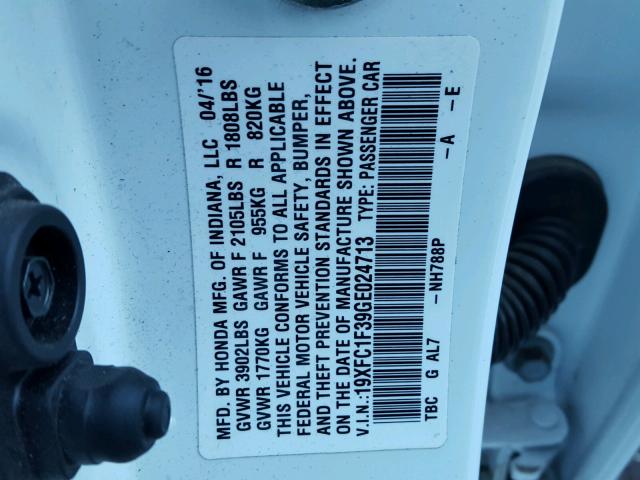 MFD. BY HONDA MFG. OF INDIANA, LLC 04/'16
GVWR 3902LBS GAWR F 2105LBS R 1808LBS
GVWR 1770KG GAWR F 955KG R 820KG
THIS VEHICLE CONFORMS TO ALL APPLICABLE
FEDERAL MOTOR VEHICLE SAFETY, BUMPER,
AND THEFT PREVENTION STANDARDS IN EFFECT
ON THE DATE OF MANUFACTURE SHOWN ABOVE.
V.I.N.:19XFC1F39GE024713 TYPE: PASSENGER CAR
TBC G AL7 -NH788P -A -E